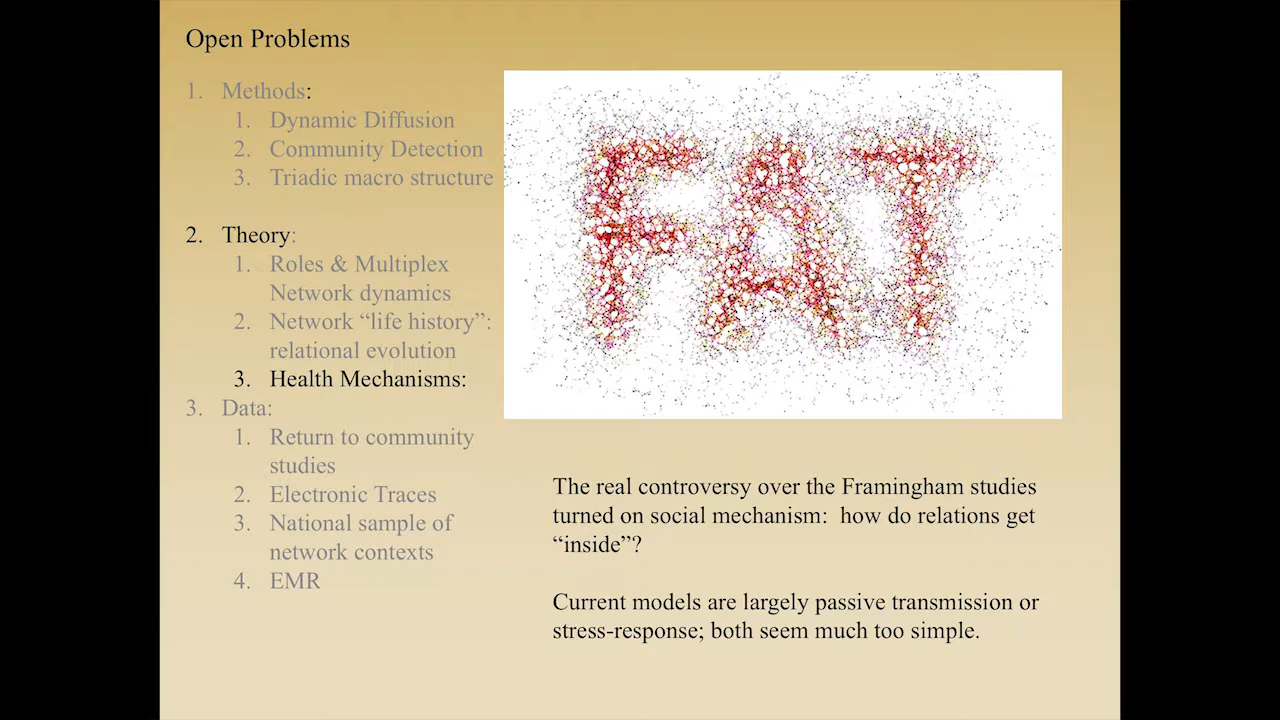 Open Problems
1. Methods:
1. Dynamic Diffusion
2. Community Detection
3. Triadic macro structure
2. Theory:
1. Roles & Multiplex
Network dynamics
2. Network “life history”:
relational evolution
3. Health Mechanisms:
3. Data:
1. Return to community
studies
2. Electronic Traces
3. National sample of
network contexts
4. EMR
FAT
The real controversy over the Framingham studies
turned on social mechanism: how do relations get
“inside”?
Current models are largely passive transmission or
stress-response; both seem much too simple.